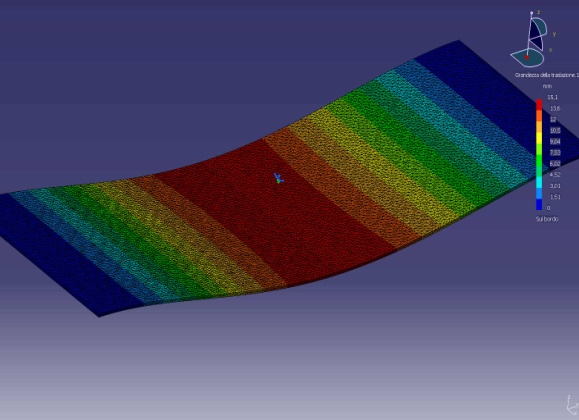 z
y
x
Grandezza della traslazione.1
mm
15,1
13,6
12
10,5
9,04
7,53
6,02
4,52
3,01
1,51
0
Sul bordo